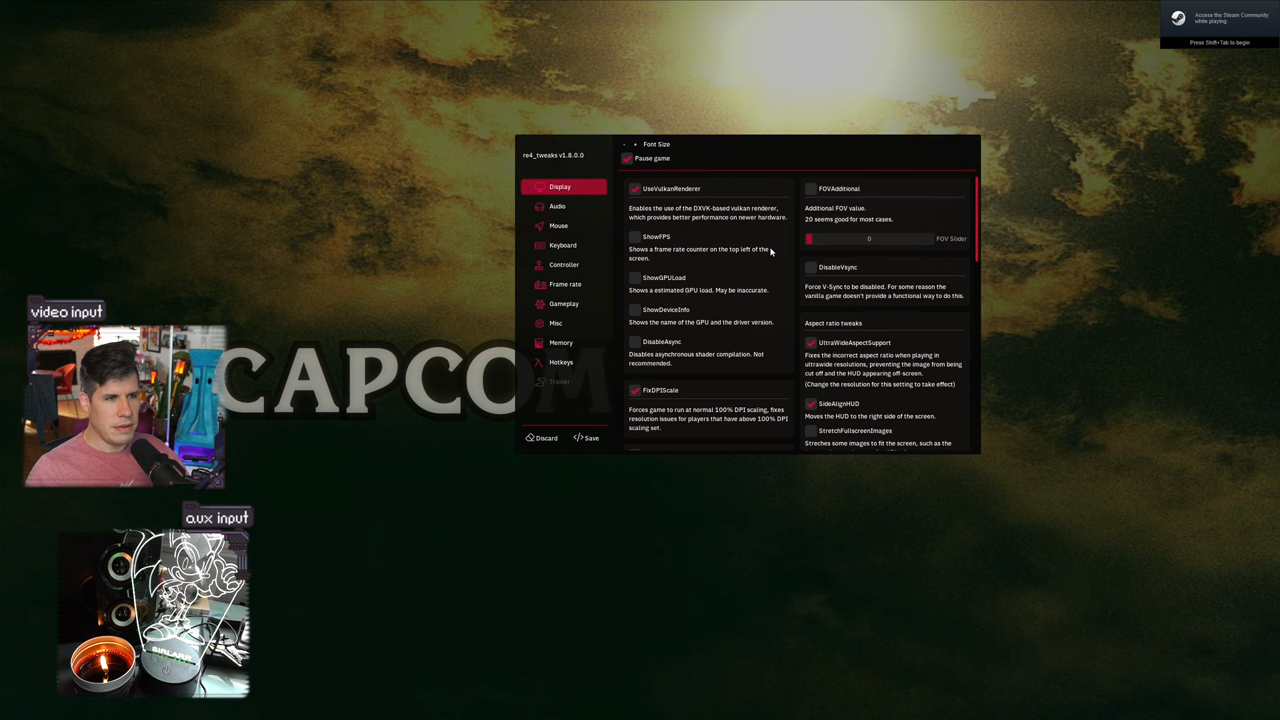 Access the Steam Community
while playing.
Press Shift+Tab to begin
re4_tweaks v1.8.0.0
- + Font Size
Pause game
Display
Audio
Mouse
Keyboard
Controller
Frame rate
Gameplay
Misc
Memory
Hotkeys
Trainer
Discard
Save
UseVulkanRenderer
Enables the use of the DXVK-based vulkan renderer,
which provides better performance on newer hardware.
ShowFPS
Shows a frame rate counter on the top left of the
screen.
ShowGPULoad
Shows a estimated GPU load. May be inaccurate.
ShowDeviceInfo
Shows the name of the GPU and the driver version.
DisableAsync
Disables asynchronous shader compilation. Not
recommended.
FixDPIScale
Forces game to run at normal 100% DPI scaling, fixes
resolution issues for players that have above 100% DPI
scaling set.
FOVAdditional
Additional FOV value.
20 seems good for most cases.
0 FOV Slider
DisableVsync
Force V-Sync to be disabled. For some reason the
vanilla game doesn't provide a functional way to do this.
Aspect ratio tweaks
UltraWideAspectSupport
Fixes the incorrect aspect ratio when playing in
ultrawide resolutions, preventing the image from being
cut off and the HUD appearing off-screen.
(Change the resolution for this setting to take effect)
SideAlignHUD
Moves the HUD to the right side of the screen.
StretchFullscreenImages
Streches some images to fit the screen, such as the
CAPCOM
video input
aux input
SIRLARR